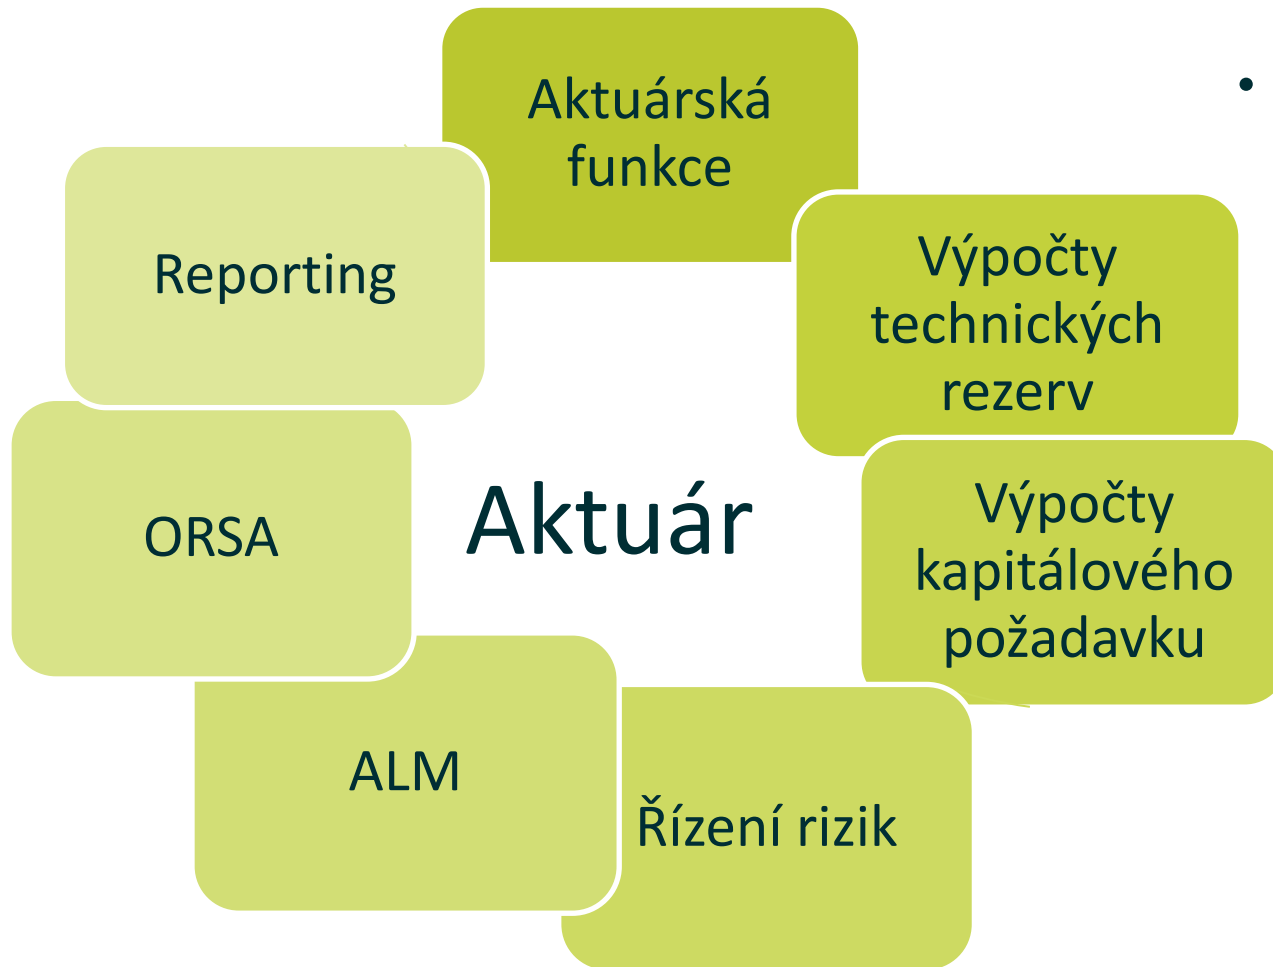 Aktuárská
funkce
•
Výpočty
technických
rezerv
Výpočty
kapitálového
požadavku
Řízení rizik
ALM
ORSA
Reporting
Aktuár